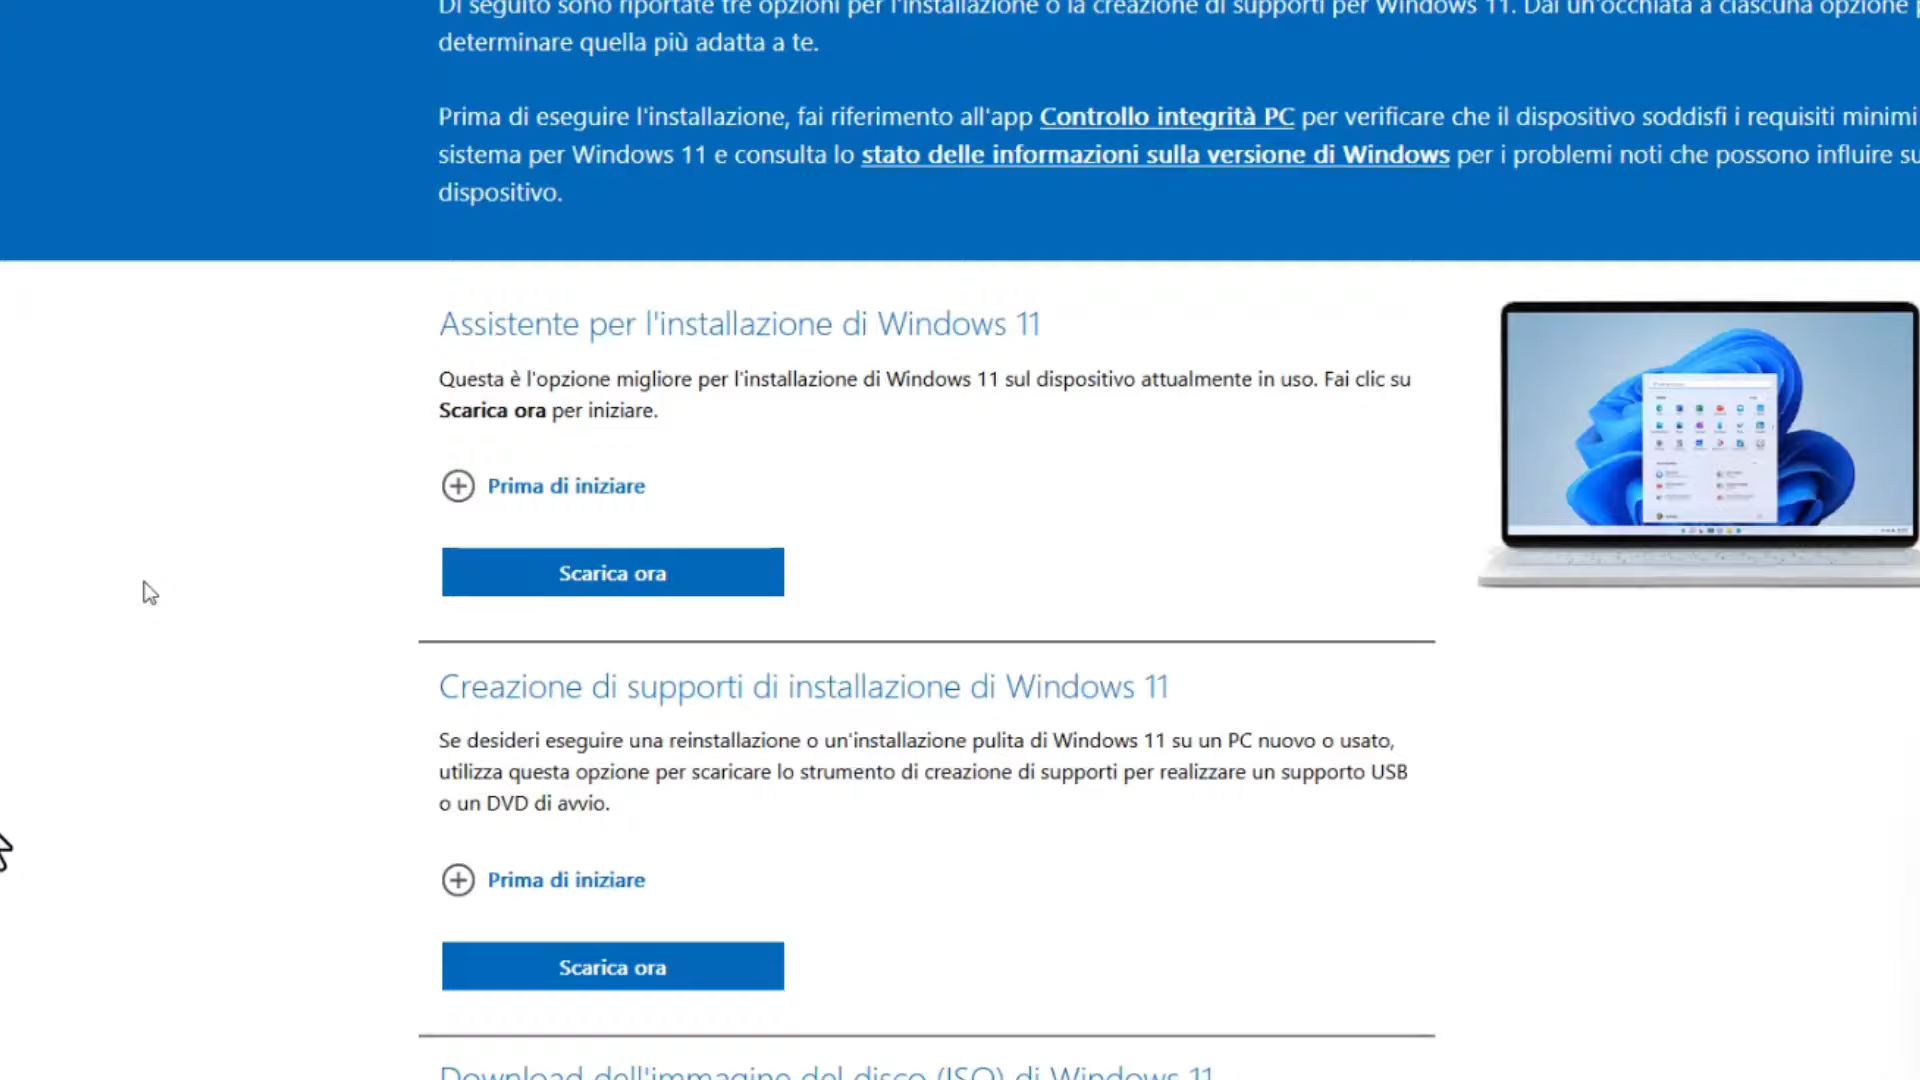 Di seguito sono riportate tre opzioni per l'installazione o la creazione di supporti per Windows 11. Dai un'occhiata a ciascuna opzione
determinare quella più adatta a te.
Prima di eseguire l'installazione, fai riferimento all'app Controllo integrità PC per verificare che il dispositivo soddisfi i requisiti minimi
sistema per Windows 11 e consulta lo stato delle informazioni sulla versione di Windows per i problemi noti che possono influire su
dispositivo.
Assistente per l'installazione di Windows 11
Questa è l'opzione migliore per l'installazione di Windows 11 sul dispositivo attualmente in uso. Fai clic su
Scarica ora per iniziare.
Prima di iniziare
Scarica ora
Creazione di supporti di installazione di Windows 11
Se desideri eseguire una reinstallazione o un'installazione pulita di Windows 11 su un PC nuovo o usato,
utilizza questa opzione per scaricare lo strumento di creazione di supporti per realizzare un supporto USB
o un DVD di avvio.
Prima di iniziare
Scarica ora
Download dell'immagine del disco (ISO) di Windows 11